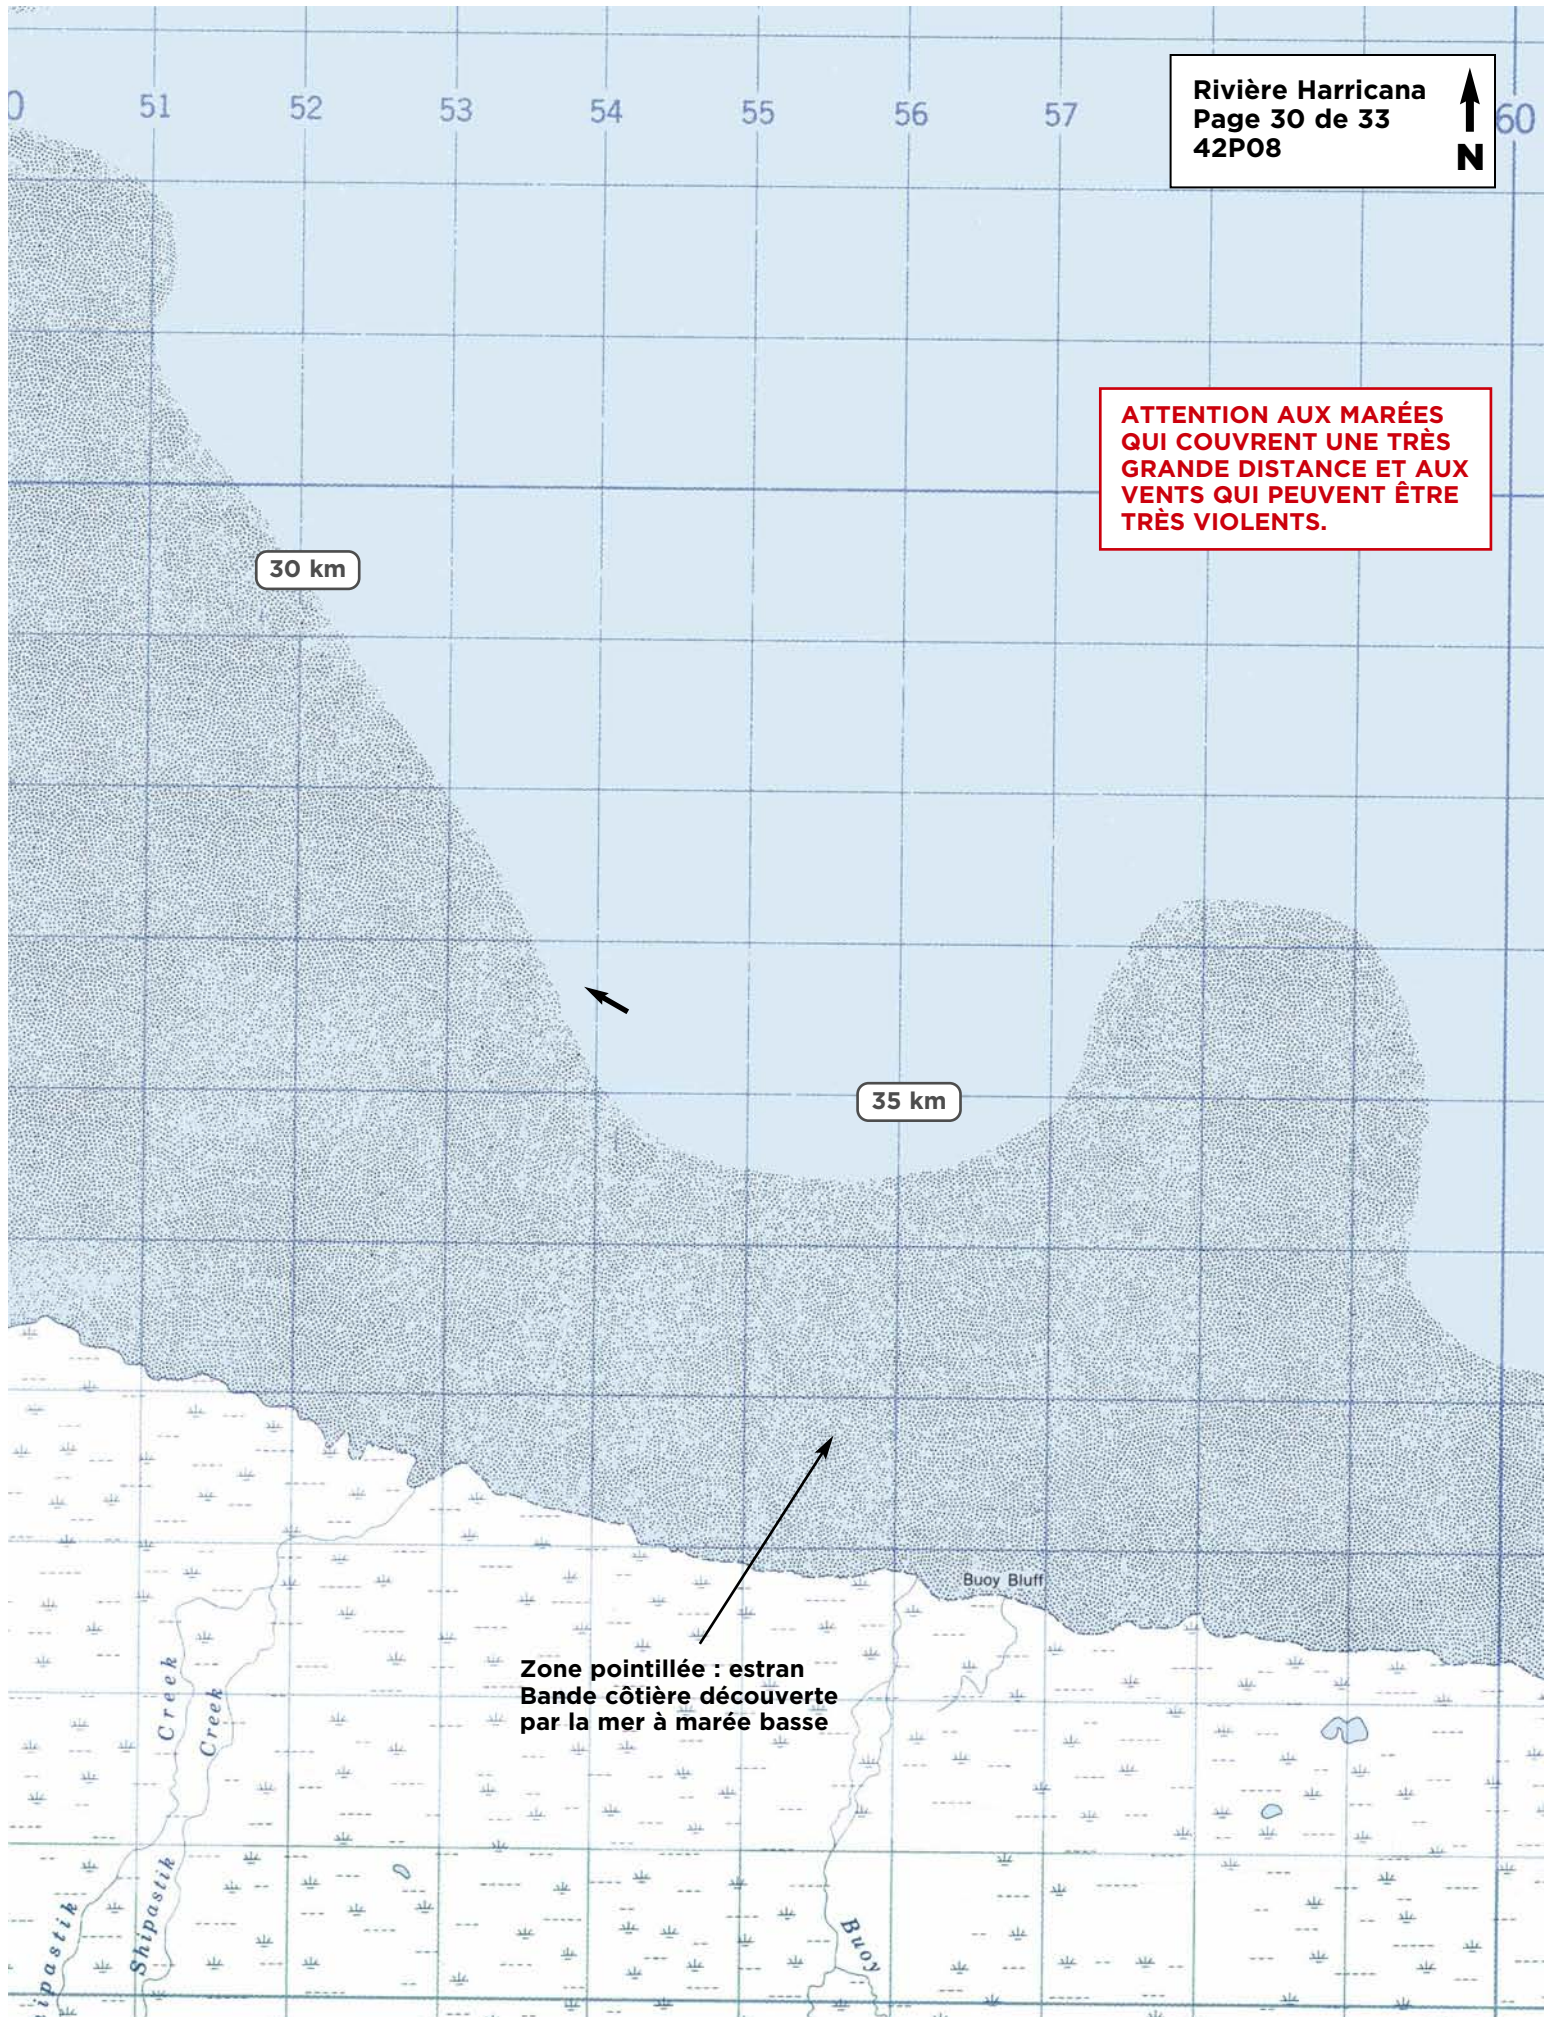 0 51 52 53 54 55 56 57 60
Rivière Harricana
Page 30 de 33
42P08
N
ATTENTION AUX MARÉES
QUI COUVRENT UNE TRÈS
GRANDE DISTANCE ET AUX
VENTS QUI PEUVENT ÊTRE
TRÈS VIOLENTS.
30 km
35 km
Buoy Bluff
Zone pointillée : estran
Bande côtière découverte
par la mer à marée basse
Creek
Creek
Shipastik
ipastik
Buoy